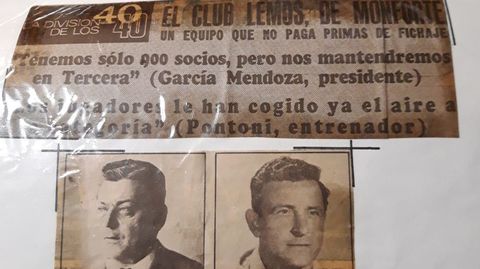 A DIVISION
DE LOS
40
40
EL CLUB LEMOS, DE MONFORTE
UN EQUIPO QUE NO PAGA PRIMAS DE FICHAJE
Tenemos sólo 900 socios, pero nos mantendremos
en Tercera” (García Mendoza, presidente)
jugadores le han cogido ya el aire a
(Pontoni, entrenador)